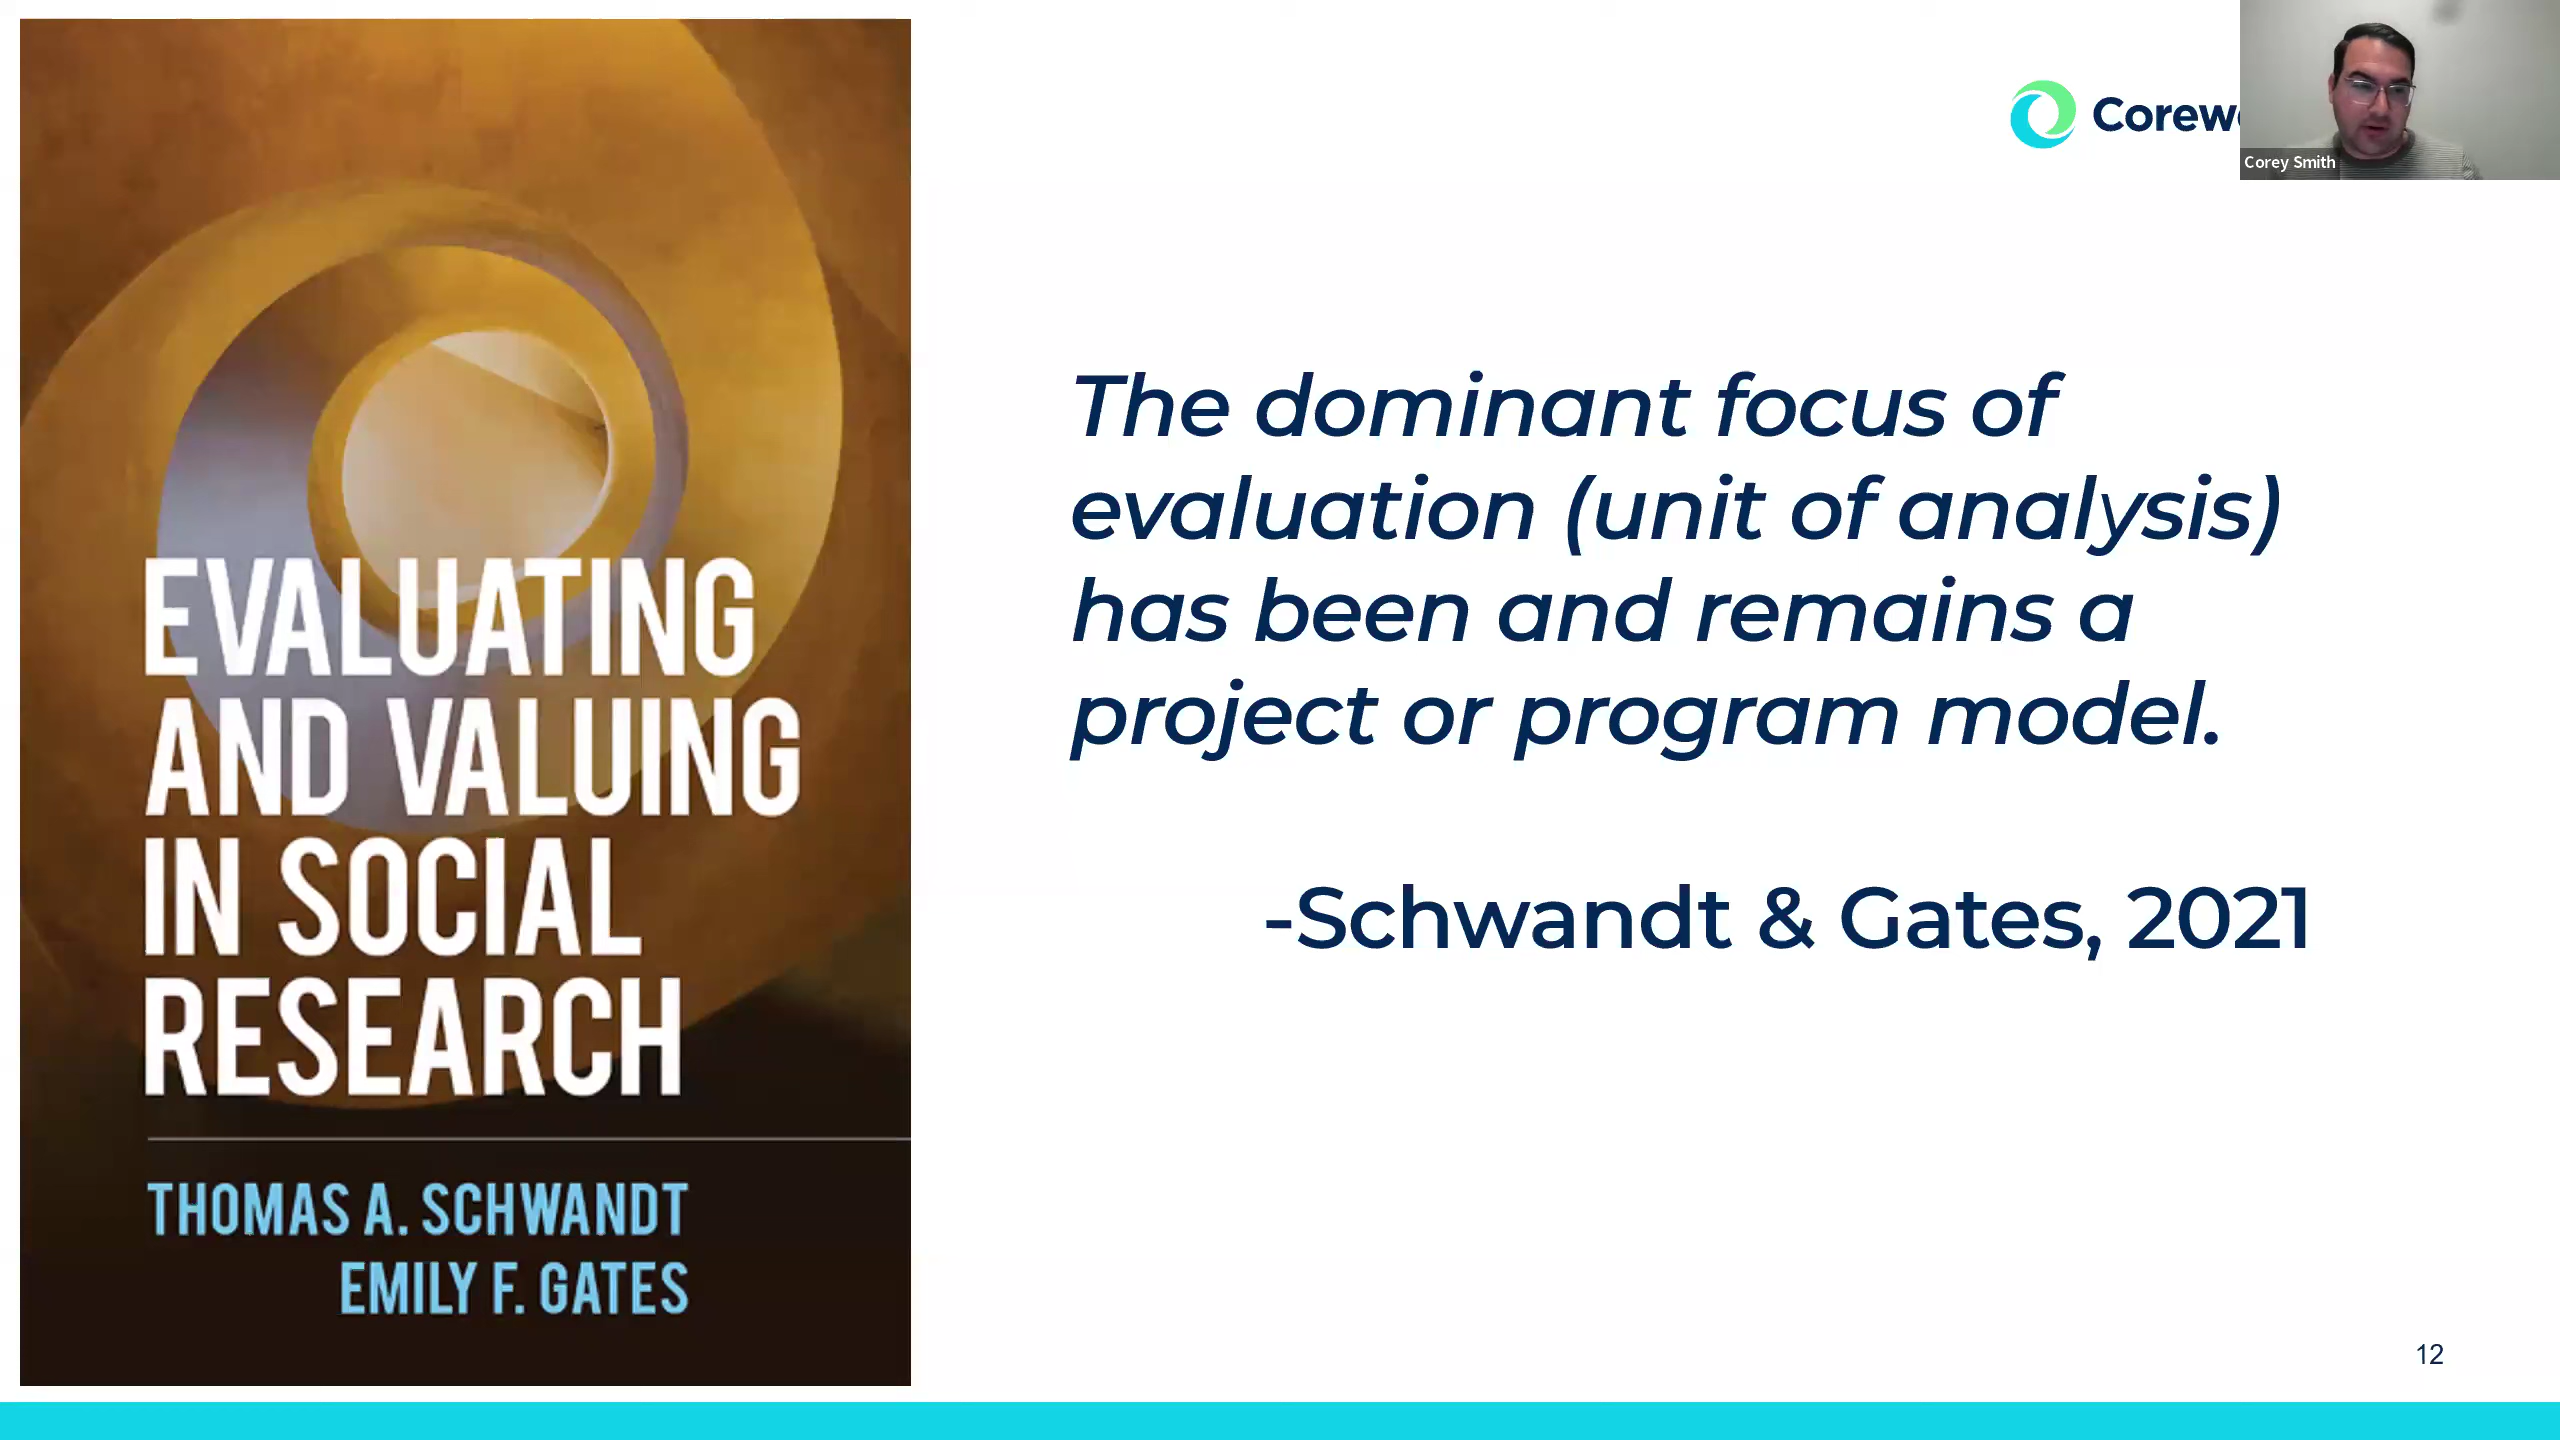 EVALUATING
AND VALUING
IN SOCIAL
RESEARCH
THOMAS A. SCHWANDT
EMILY F. GATES
Corey Smith
The dominant focus of
evaluation (unit of analysis)
has been and remains a
project or program model.
-Schwandt & Gates, 2021
12